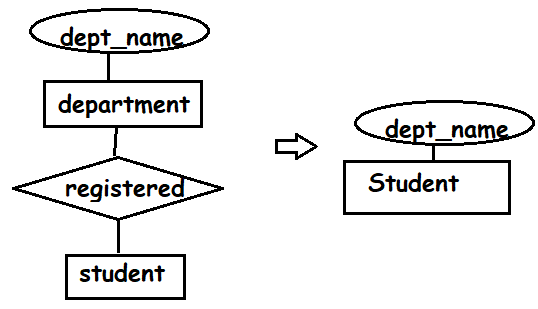 dept_name
department
registered
student
dept_name
Student